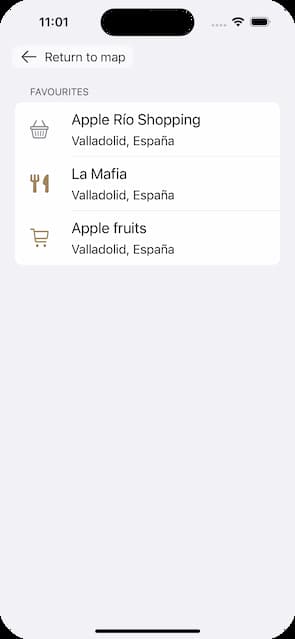 11:01
Return to map
FAVOURITES
Apple Río Shopping
Valladolid, España
La Mafia
Valladolid, España
Apple fruits
Valladolid, España